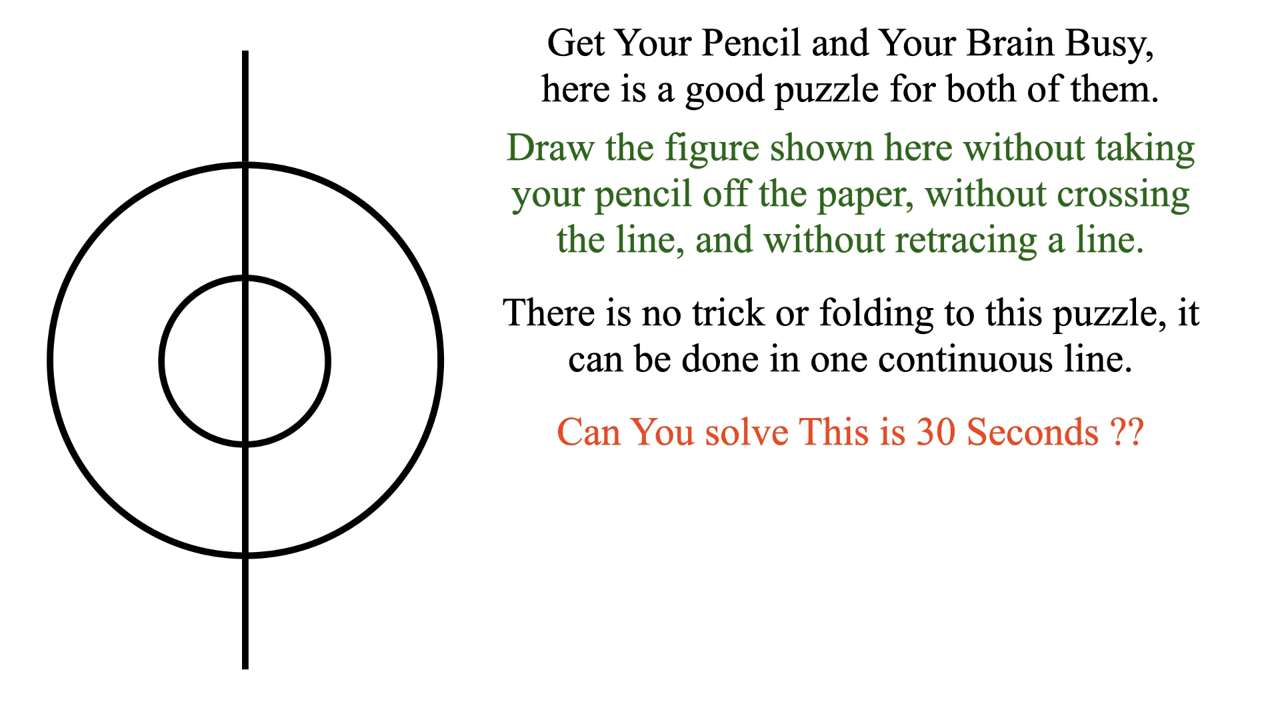 Get Your Pencil and Your Brain Busy,
here is a good puzzle for both of them.
Draw the figure shown here without taking
your pencil off the paper, without crossing
the line, and without retracing a line.
There is no trick or folding to this puzzle, it
can be done in one continuous line.
Can You solve This is 30 Seconds ??